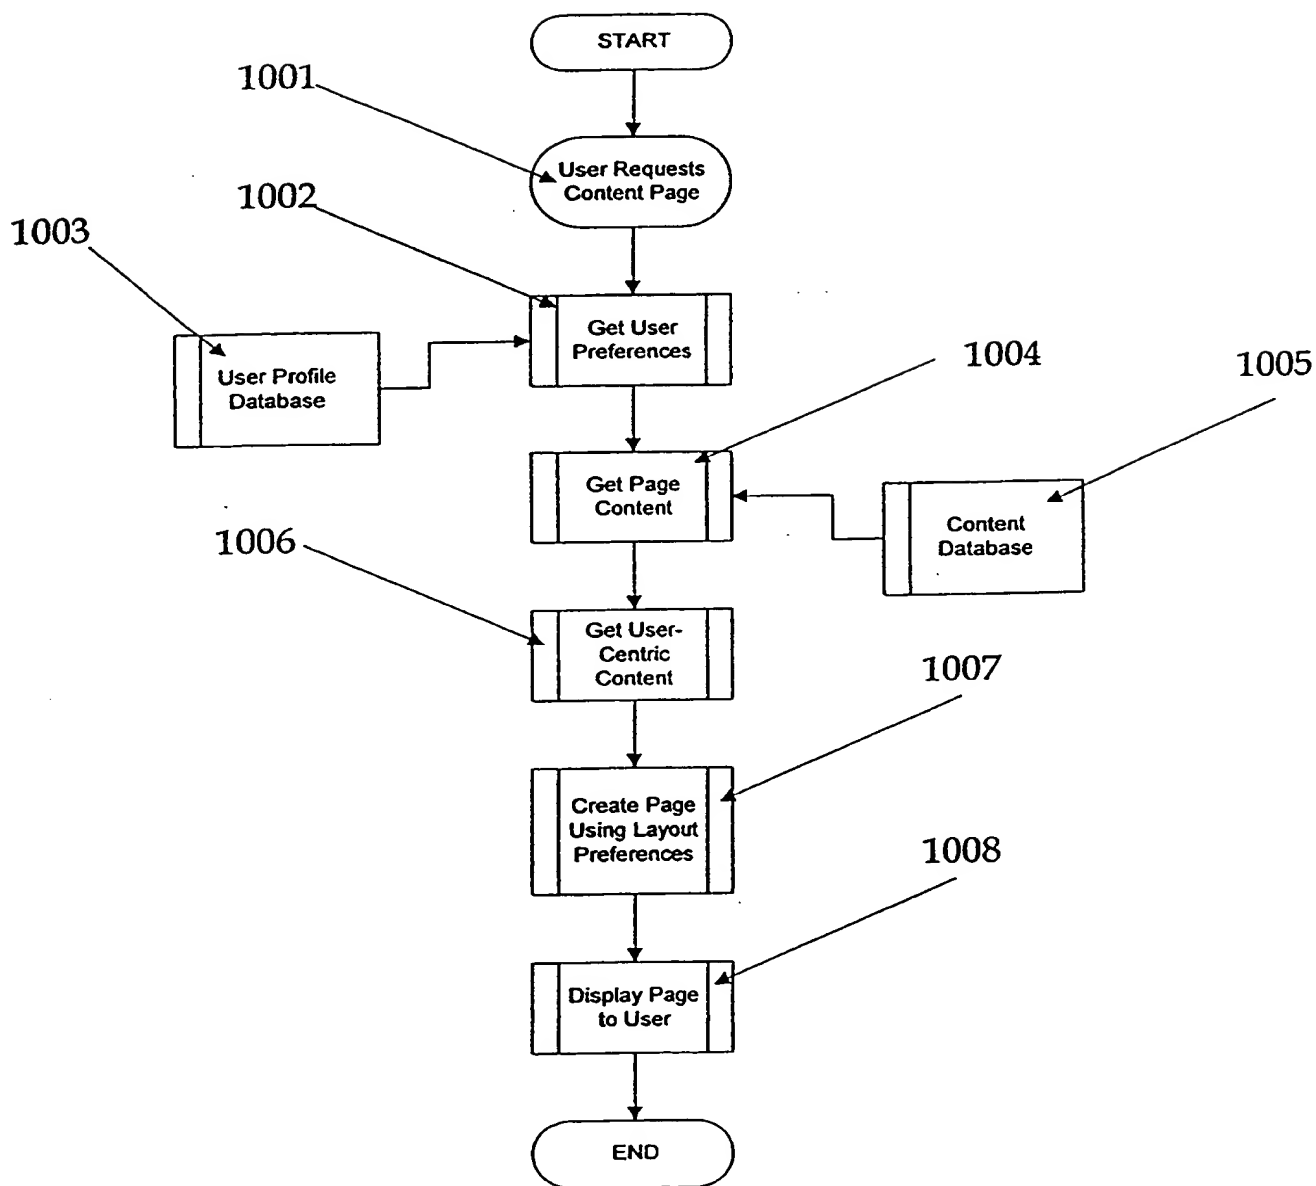 START
1001
User Requests
Content Page
1002
1003
Get User
Preferences
User Profile
Database
1004
1005
Get Page
Content
Content
Database
1006
Get User-
Centric
Content
1007
Create Page
Using Layout
Preferences
1008
Display Page
to User
END